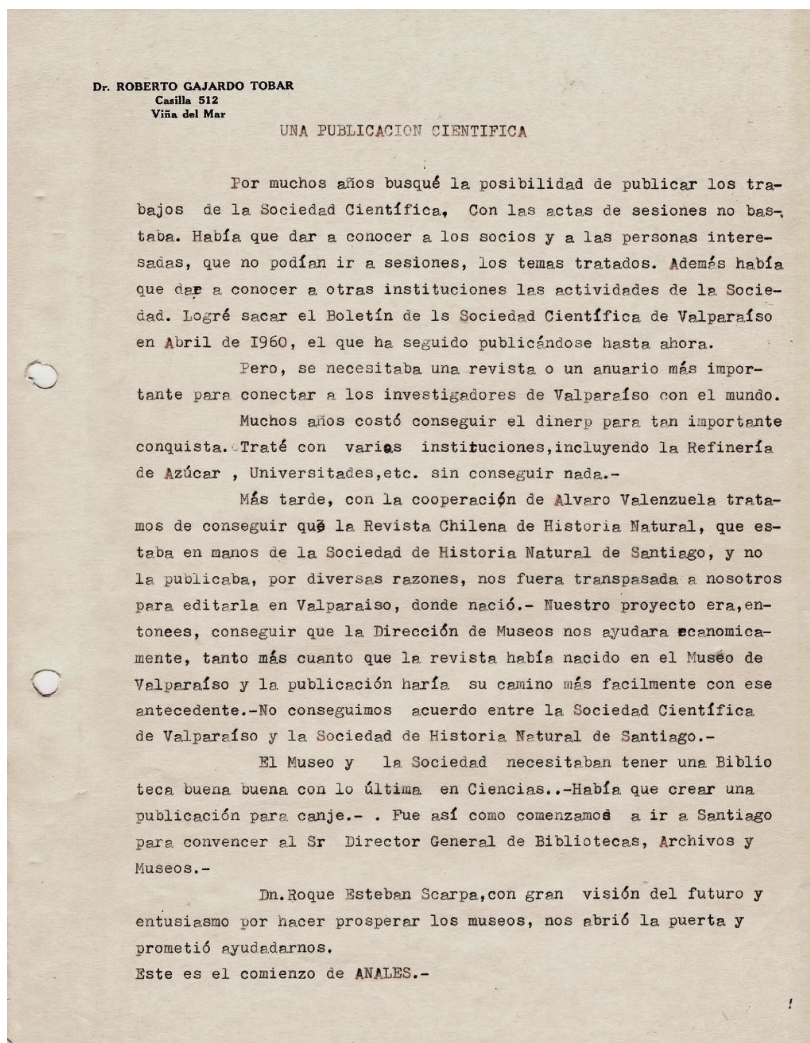 Dr. ROBERTO GAJARDO TOBAR
Casilla 512
Viña del Mar
UNA PUBLICACION CIENTIFICA
Por muchos años busqué la posibilidad de publicar los tra-
bajos de la Sociedad Científica, Con las actas de sesiones no bas-
taba. Había que dar a conocer a los socios y a las personas intere-
sadas, que no podían ir a sesiones, los temas tratados. Además había
que dar a conocer a otras instituciones las actividades de la Socie-
dad. Logré sacar el Boletín de ls Sociedad Científica de Valparaíso
en Abril de I960, el que ha seguido publicándose hasta ahora.
Pero, se necesitaba una revista o un anuario más impor-
tante para conectar a los investigadores de Valparaíso con el mundo.
Muchos años costó conseguir el dinerp para tan importante
conquista. Traté con varias instituciones,incluyendo la Refinería
de Azúcar , Universitades,etc. sin conseguir nada.-
Más tarde, con la cooperación de Alvaro Valenzuela trata-
mos de conseguir que la Revista Chilena de Historia Natural, que es-
taba en manos de la Sociedad de Historia Natural de Santiago, y no
la publicaba, por diversas razones, nos fuera transpasada a nosotros
para editarla en Valparaiso, donde nació.- Nuestro proyecto era,en-
tonees, conseguir que la Dirección de Museos nos ayudara economica-
mente, tanto más cuanto que la revista había nacido en el Museo de
Valparaíso y la publicación haría su camino más facilmente con ese
antecedente.-No conseguimos acuerdo entre la Sociedad Científica
de Valparaíso y la Sociedad de Historia Natural de Santiago.-
El Museo y la Sociedad necesitaban tener una Biblio
teca buena buena con lo última en Ciencias..-Había que crear una
publicación para canje.- . Fue así como comenzamos a ir a Santiago
para convencer al Sr Director General de Bibliotecas, Archivos y
Museos.-
Dn.Roque Esteban Scarpa,con gran visión del futuro y
entusiasmo por hacer prosperar los museos, nos abrió la puerta y
prometió ayudadarnos.
Este es el comienzo de ANALES.-